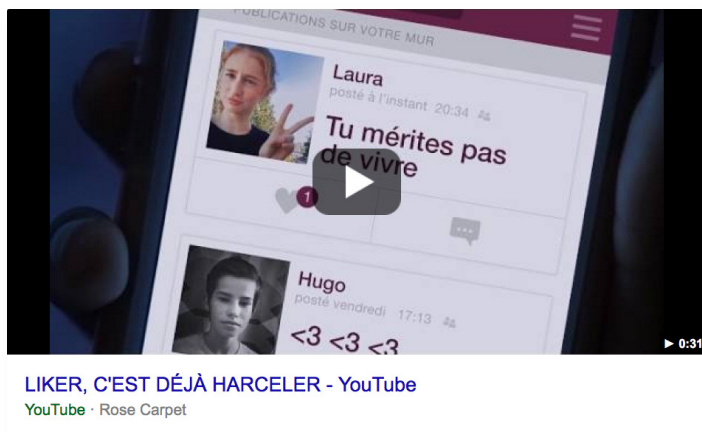 PUBLICATIONS SUR VOTRE MUR
Laura
posté à l'instant 20:34
Tu mérites pas
de vivre
1
Hugo
posté vendredi 17:13
<3 <3 <3
0:31
LIKER, C'EST DÉJÀ HARCELER - YouTube
YouTube · Rose Carpet